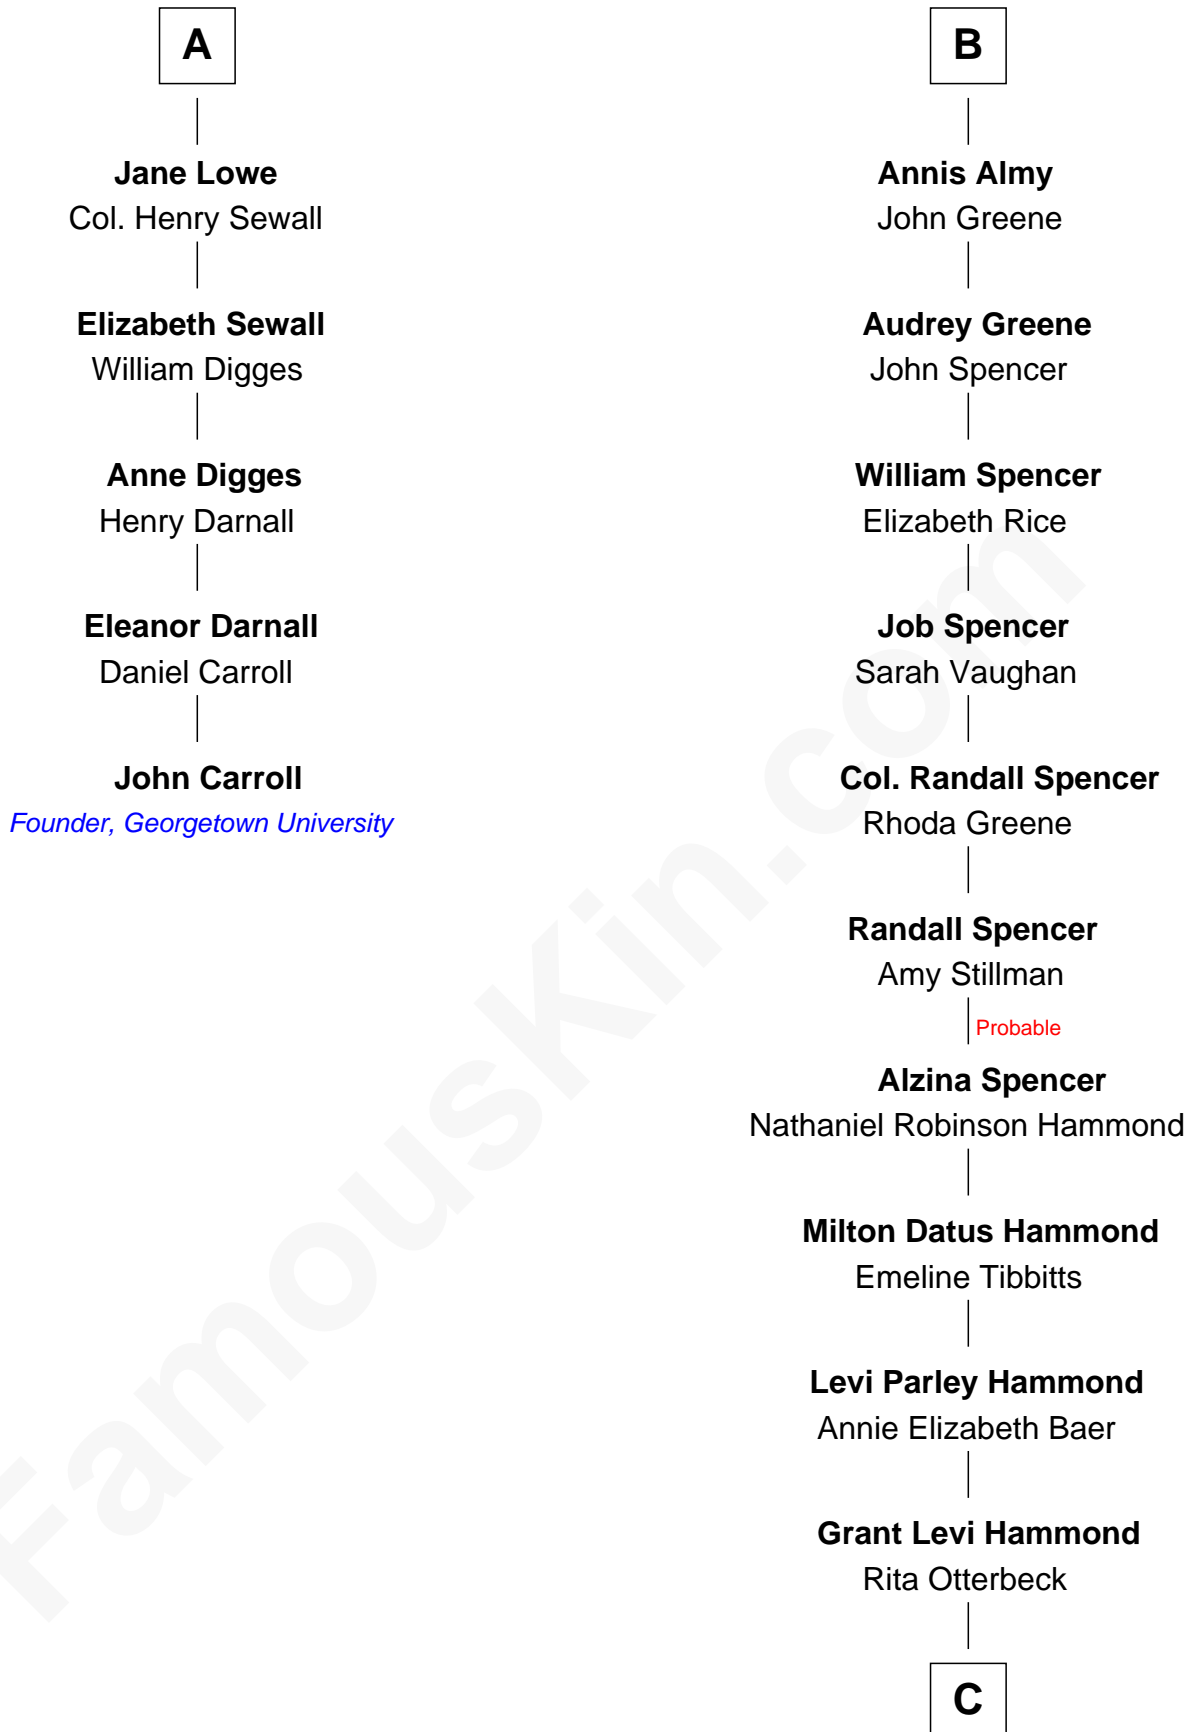 A
Jane Lowe
Col. Henry Sewall
Elizabeth Sewall
William Digges
Anne Digges
Henry Darnall
Eleanor Darnall
Daniel Carroll
John Carroll
Founder, Georgetown University
B
Annis Almy
John Greene
Audrey Greene
John Spencer
William Spencer
Elizabeth Rice
Job Spencer
Sarah Vaughan
Col. Randall Spencer
Rhoda Greene
Randall Spencer
Amy Stillman
Probable
Alzina Spencer
Nathaniel Robinson Hammond
Milton Datus Hammond
Emeline Tibbitts
Levi Parley Hammond
Annie Elizabeth Baer
Grant Levi Hammond
Rita Otterbeck
C
FamousKin.com